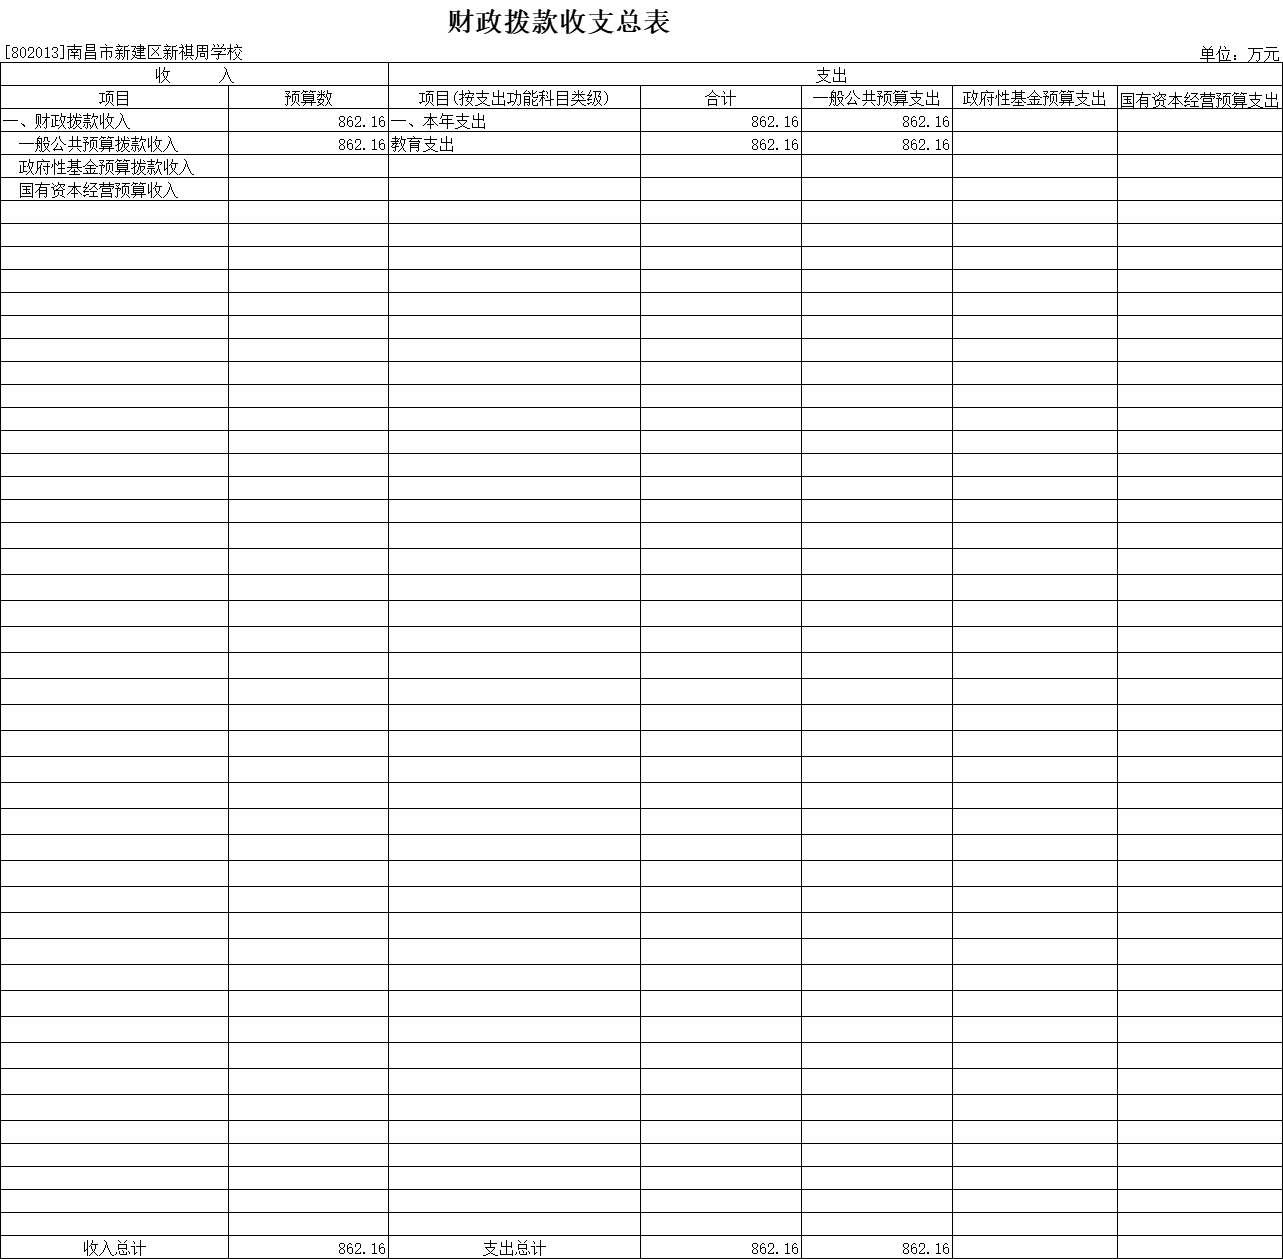 财政拨款收支总表
[802013]南昌市新建区新祺周学校 单位：万元
收 入 支出
项目 预算数 项目(按支出功能科目类级) 合计 一般公共预算支出 政府性基金预算支出 国有资本经营预算支出
一、财政拨款收入 862.16 一、本年支出 862.16 862.16
一般公共预算拨款收入 862.16 教育支出 862.16 862.16
政府性基金预算拨款收入
国有资本经营预算收入
收入总计 862.16 支出总计 862.16 862.16